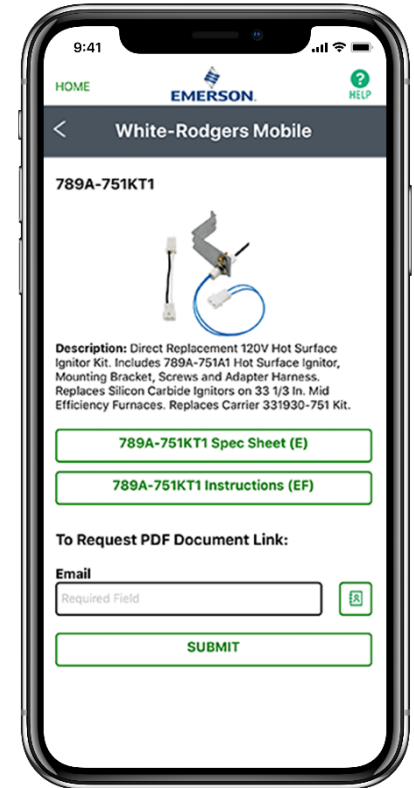 9:41
HOME
EMERSON.
HELP
< White-Rodgers Mobile
789A-751KT1
Description: Direct Replacement 120V Hot Surface
Ignitor Kit. Includes 789A-751A1 Hot Surface Ignitor,
Mounting Bracket, Screws and Adapter Harness.
Replaces Silicon Carbide Ignitors on 33 1/3 In. Mid
Efficiency Furnaces. Replaces Carrier 331930-751 Kit.
789A-751KT1 Spec Sheet (E)
789A-751KT1 Instructions (EF)
To Request PDF Document Link:
Email
Required Field
SUBMIT